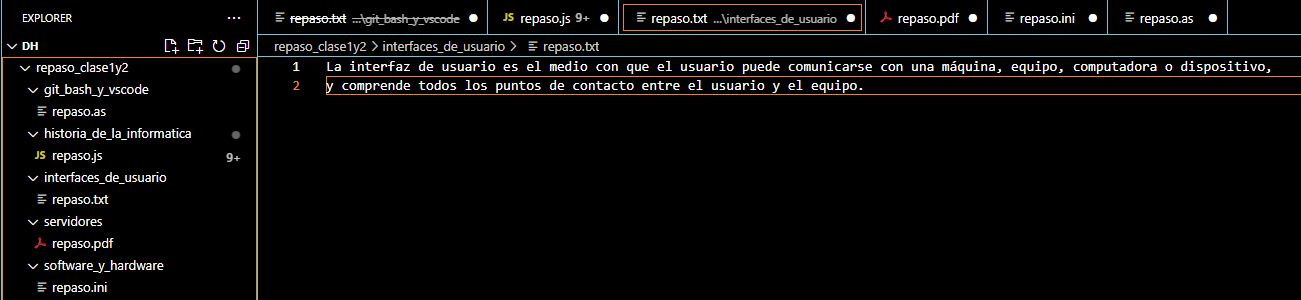 EXPLORER ...
repaso.txt ...\git_bash_y_vscode
JS repaso.js 9+
repaso.txt ...\interfaces_de_usuario
repaso.pdf
repaso.ini
repaso.as
DH
repaso_clase1y2 > interfaces_de_usuario > repaso.txt
repaso_clase1y2
git_bash_y_vscode
repaso.as
historia_de_la_informatica
JS repaso.js 9+
interfaces_de_usuario
repaso.txt
servidores
repaso.pdf
software_y_hardware
repaso.ini
1 La interfaz de usuario es el medio con que el usuario puede comunicarse con una máquina, equipo, computadora o dispositivo,
2 y comprende todos los puntos de contacto entre el usuario y el equipo.